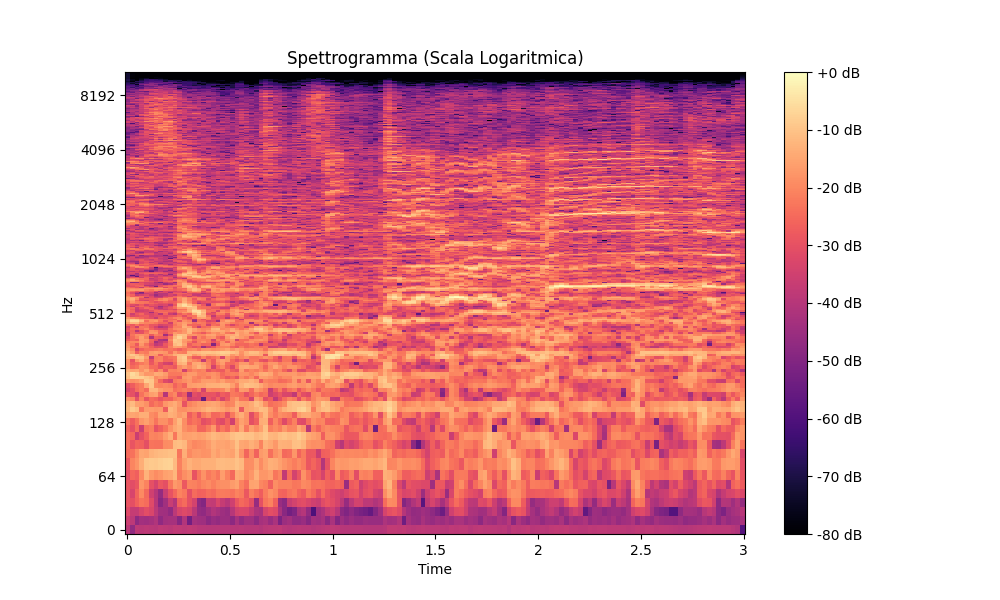 Spettrogramma (Scala Logaritmica)
Hz
8192
4096
2048
1024
512
256
128
64
0
0 0.5 1 1.5 2 2.5 3
Time
+0 dB
-10 dB
-20 dB
-30 dB
-40 dB
-50 dB
-60 dB
-70 dB
-80 dB